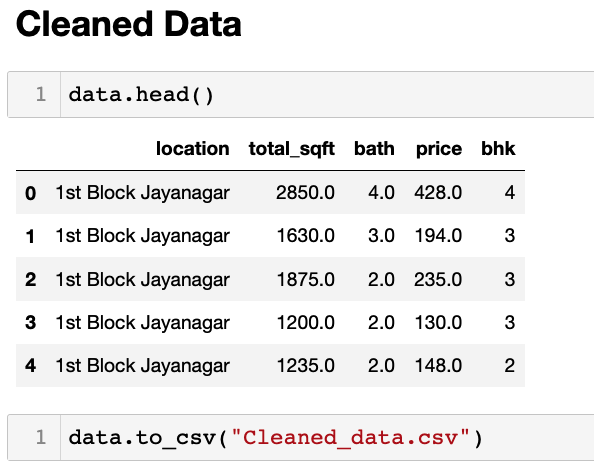 Cleaned Data
1 data.head()
location total_sqft bath price bhk
0 1st Block Jayanagar 2850.0 4.0 428.0 4
1 1st Block Jayanagar 1630.0 3.0 194.0 3
2 1st Block Jayanagar 1875.0 2.0 235.0 3
3 1st Block Jayanagar 1200.0 2.0 130.0 3
4 1st Block Jayanagar 1235.0 2.0 148.0 2
1 data.to_csv("Cleaned_data.csv")